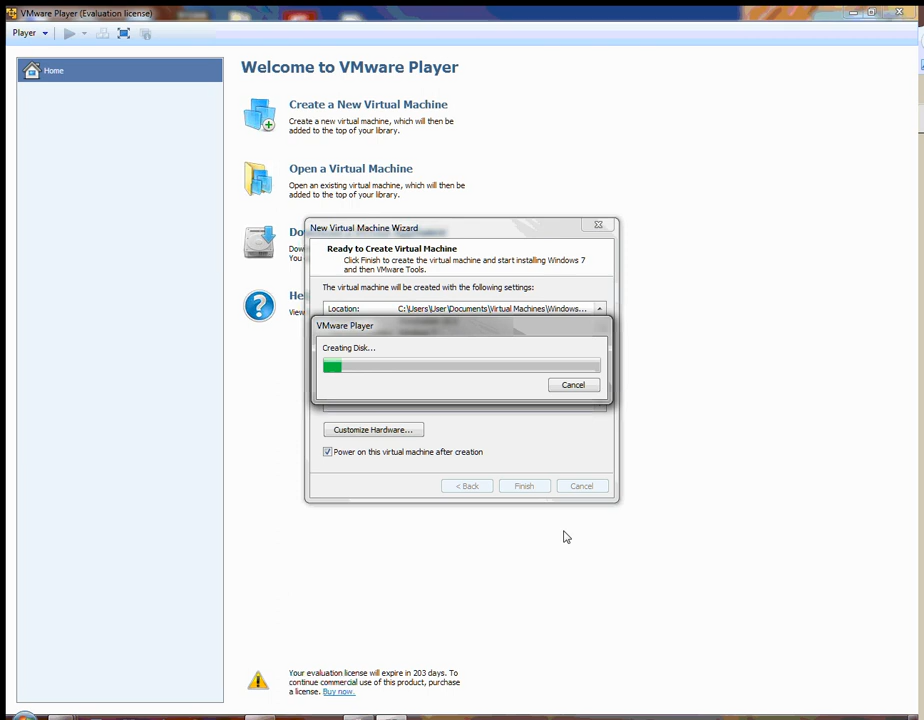 VMware Player (Evaluation license)
Player
Home
Welcome to VMware Player
Create a New Virtual Machine
Create a new virtual machine, which will then be
added to the top of your library.
Open a Virtual Machine
Open an existing virtual machine, which will then be
added to the top of your library.
New Virtual Machine Wizard
Ready to Create Virtual Machine
Click Finish to create the virtual machine and start installing Windows 7
and then VMware Tools.
The virtual machine will be created with the following settings:
Location: C:\Users\User\Documents\Virtual Machines\Windows...
VMware Player
Creating Disk...
Cancel
Customize Hardware...
Power on this virtual machine after creation
< Back Finish Cancel
Your evaluation license will expire in 203 days. To
continue commercial use of this product, purchase
a license. Buy now.